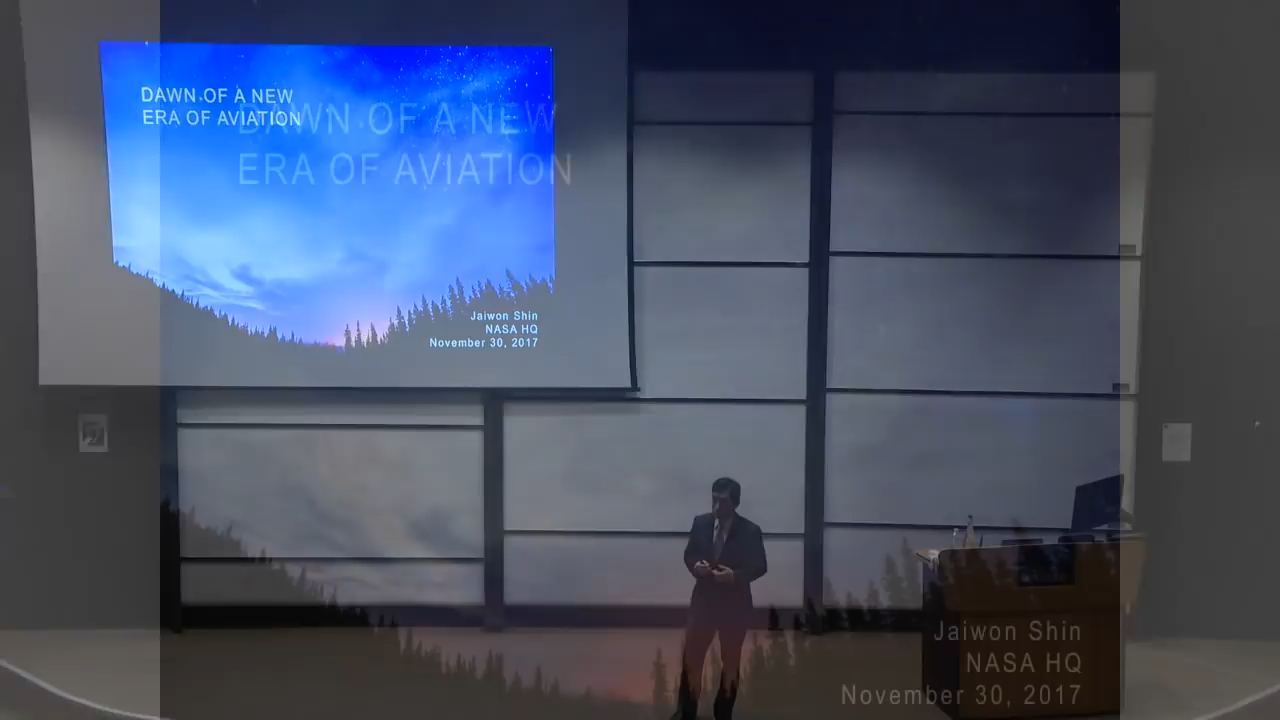 DAWN OF A NEW
ERA OF AVIATION
DAWN OF A NEW
ERA OF AVIATION
Jaiwon Shin
NASA HQ
November 30, 2017
Jaiwon Shin
NASA HQ
November 30, 2017